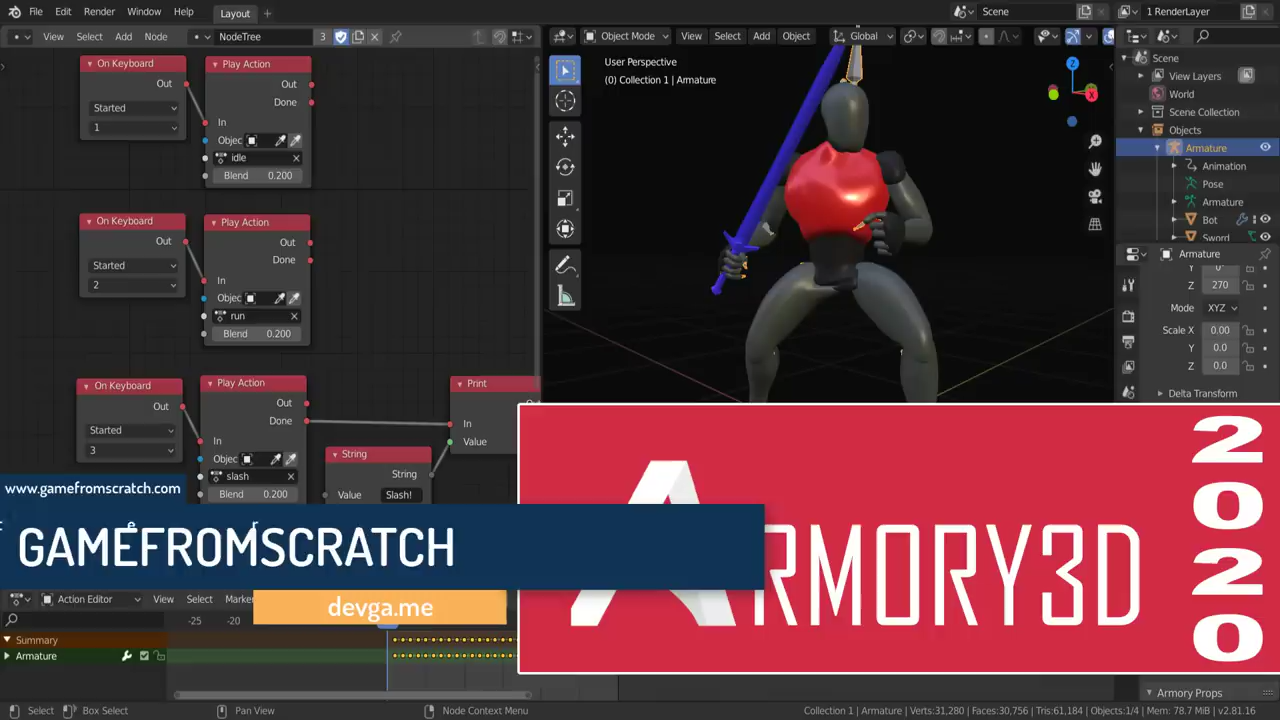 File Edit Render Window Help Layout + Scene 1 RenderLayer
View Select Add Node NodeTree 3
Object Mode View Select Add Object Global
On Keyboard
Out
Started
1
Play Action
Out
Done
In
Objec
idle
Blend 0.200
On Keyboard
Out
Started
2
Play Action
Out
Done
In
Objec
run
Blend 0.200
On Keyboard
Out
Started
3
Play Action
Out
Done
In
Objec
slash
Blend 0.200
String
String
Value Slash!
Print
In
Value
User Perspective
(0) Collection 1 | Armature
Z
X
Scene
View Layers
World
Scene Collection
Objects
Armature
Animation
Pose
Armature
Bot
Sword
Armature
Y 0°
Z 270
Mode XYZ
Scale X 0.00
Y 0.0
Z 0.0
Delta Transform
www.gamefromscratch.com
GAMEFROMSCRATCH
devga.me
ARMORY3D
2020
Action Editor View Select Marke
-25 -20
Summary
Armature
Armory Props
Select Box Select Pan View Node Context Menu
Collection 1 | Armature | Verts:31,280 | Faces:30,756 | Tris:61,184 | Objects:1/4 | Mem: 78.7 MiB | v2.81.16